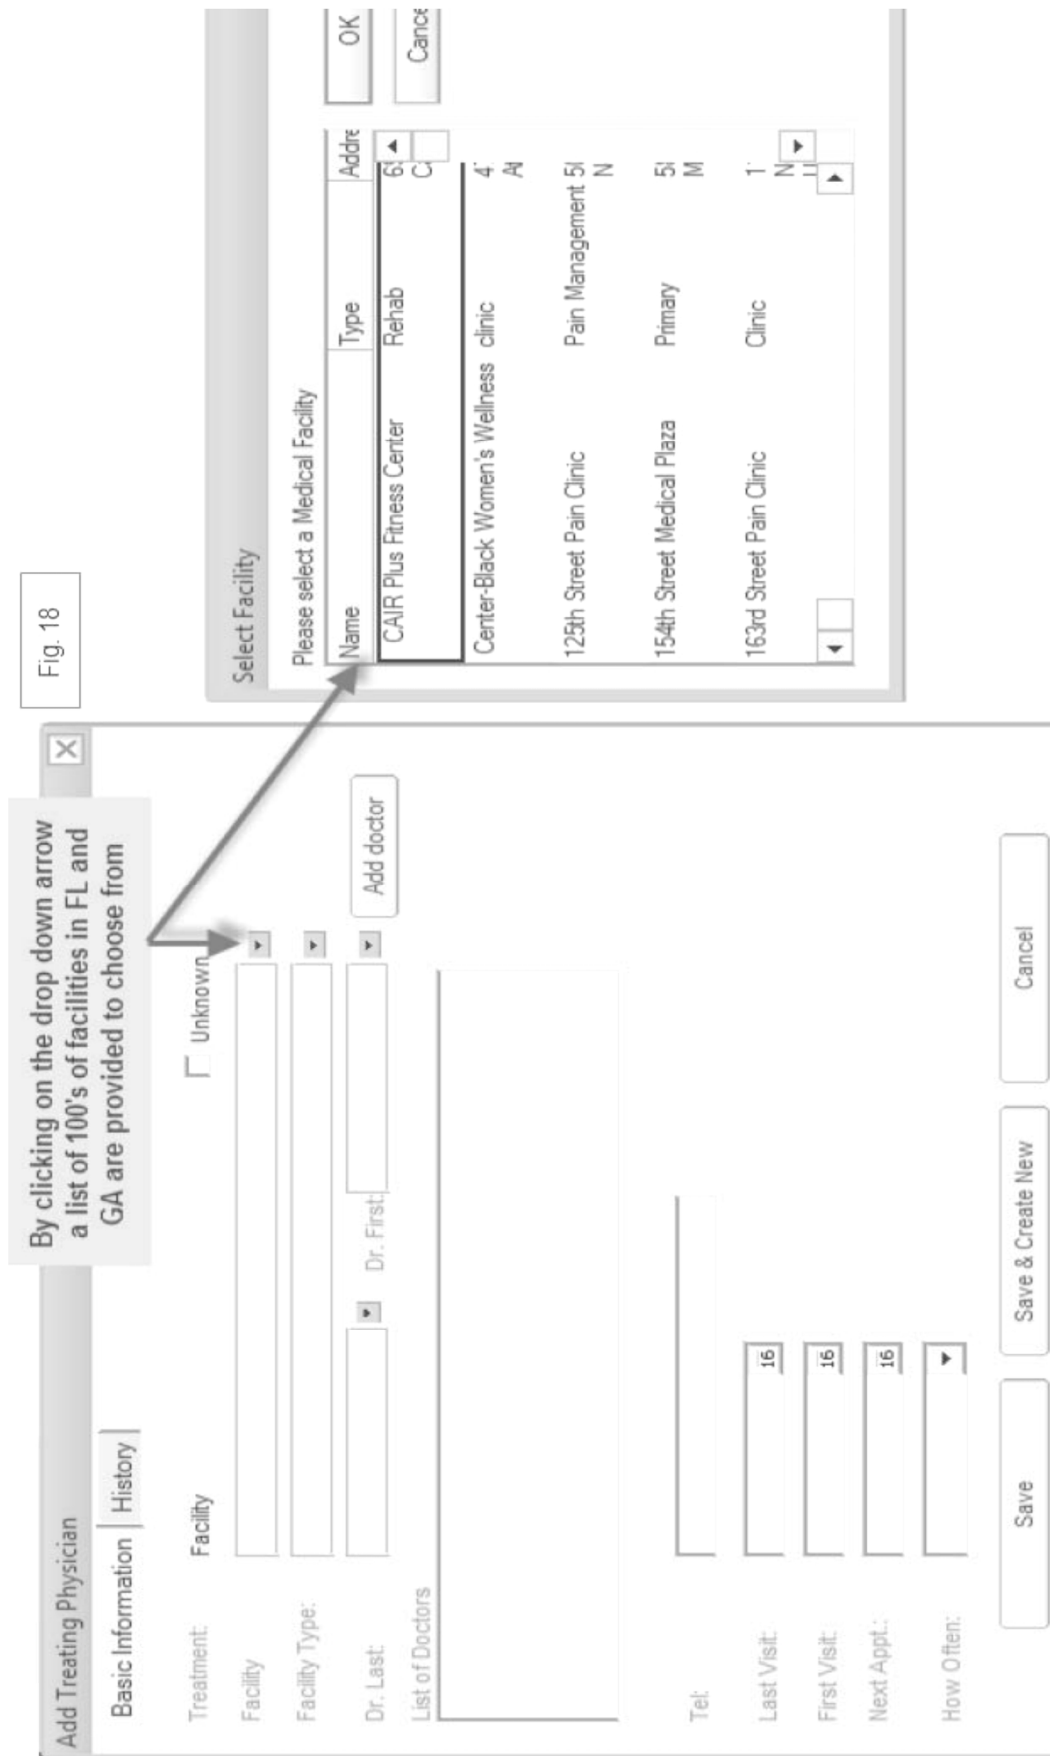 Fig. 18
By clicking on the drop down arrow
a list of 100's of facilities in FL and
GA are provided to choose from
Add Treating Physician
Basic Information
History
Treatment:
Facility
Unknown
Facility
Facility Type:
Dr. Last:
Dr. First:
Add doctor
List of Doctors
Tel:
Last Visit:
16
First Visit:
16
Next Appt.:
16
How Often:
Save
Save & Create New
Cancel
Select Facility
Please select a Medical Facility
OK
Cance
Name Type Addre
CAIR Plus Fitness Center Rehab
Center-Black Women's Wellness clinic
125th Street Pain Clinic Pain Management
154th Street Medical Plaza Primary
163rd Street Pain Clinic Clinic